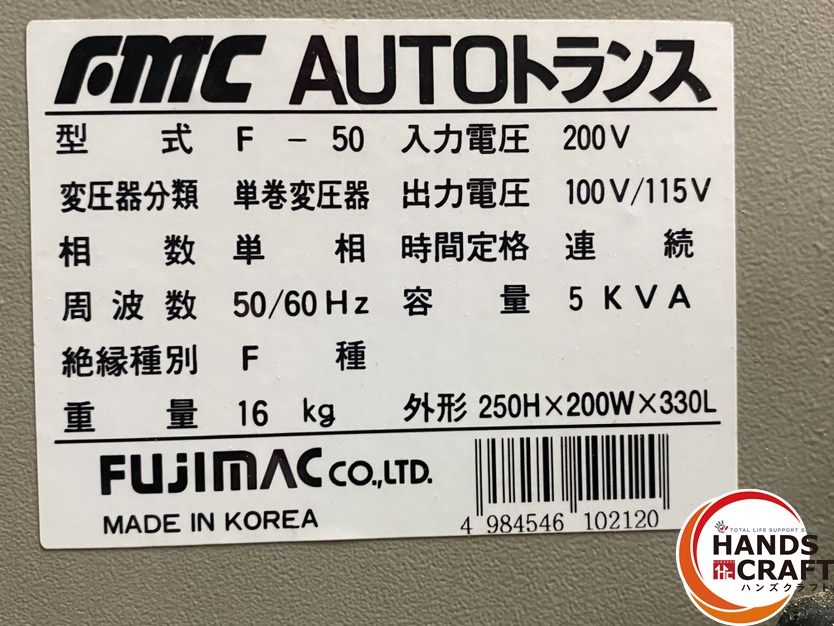 FMC AUTOトランス
型式 F-50 入力電圧 200V
変圧器分類 単巻変圧器 出力電圧 100V/115V
相数 単相 時間定格 連続
周波数 50/60Hz 容量 5KVA
絶縁種別 F種
重量 16kg 外形 250H×200W×330L
FUJIMAC CO.,LTD.
MADE IN KOREA
4 984546 102120
TOTAL LIFE SUPPORT
HANDS
CRAFT
ハンズクラフト